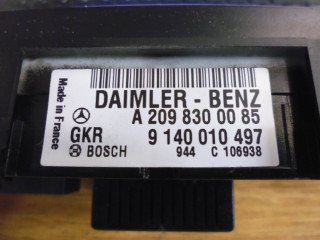 Made in France
DAIMLER - BENZ
A 209 830 00 85
GKR 9 140 010 497
BOSCH 944 C 106938